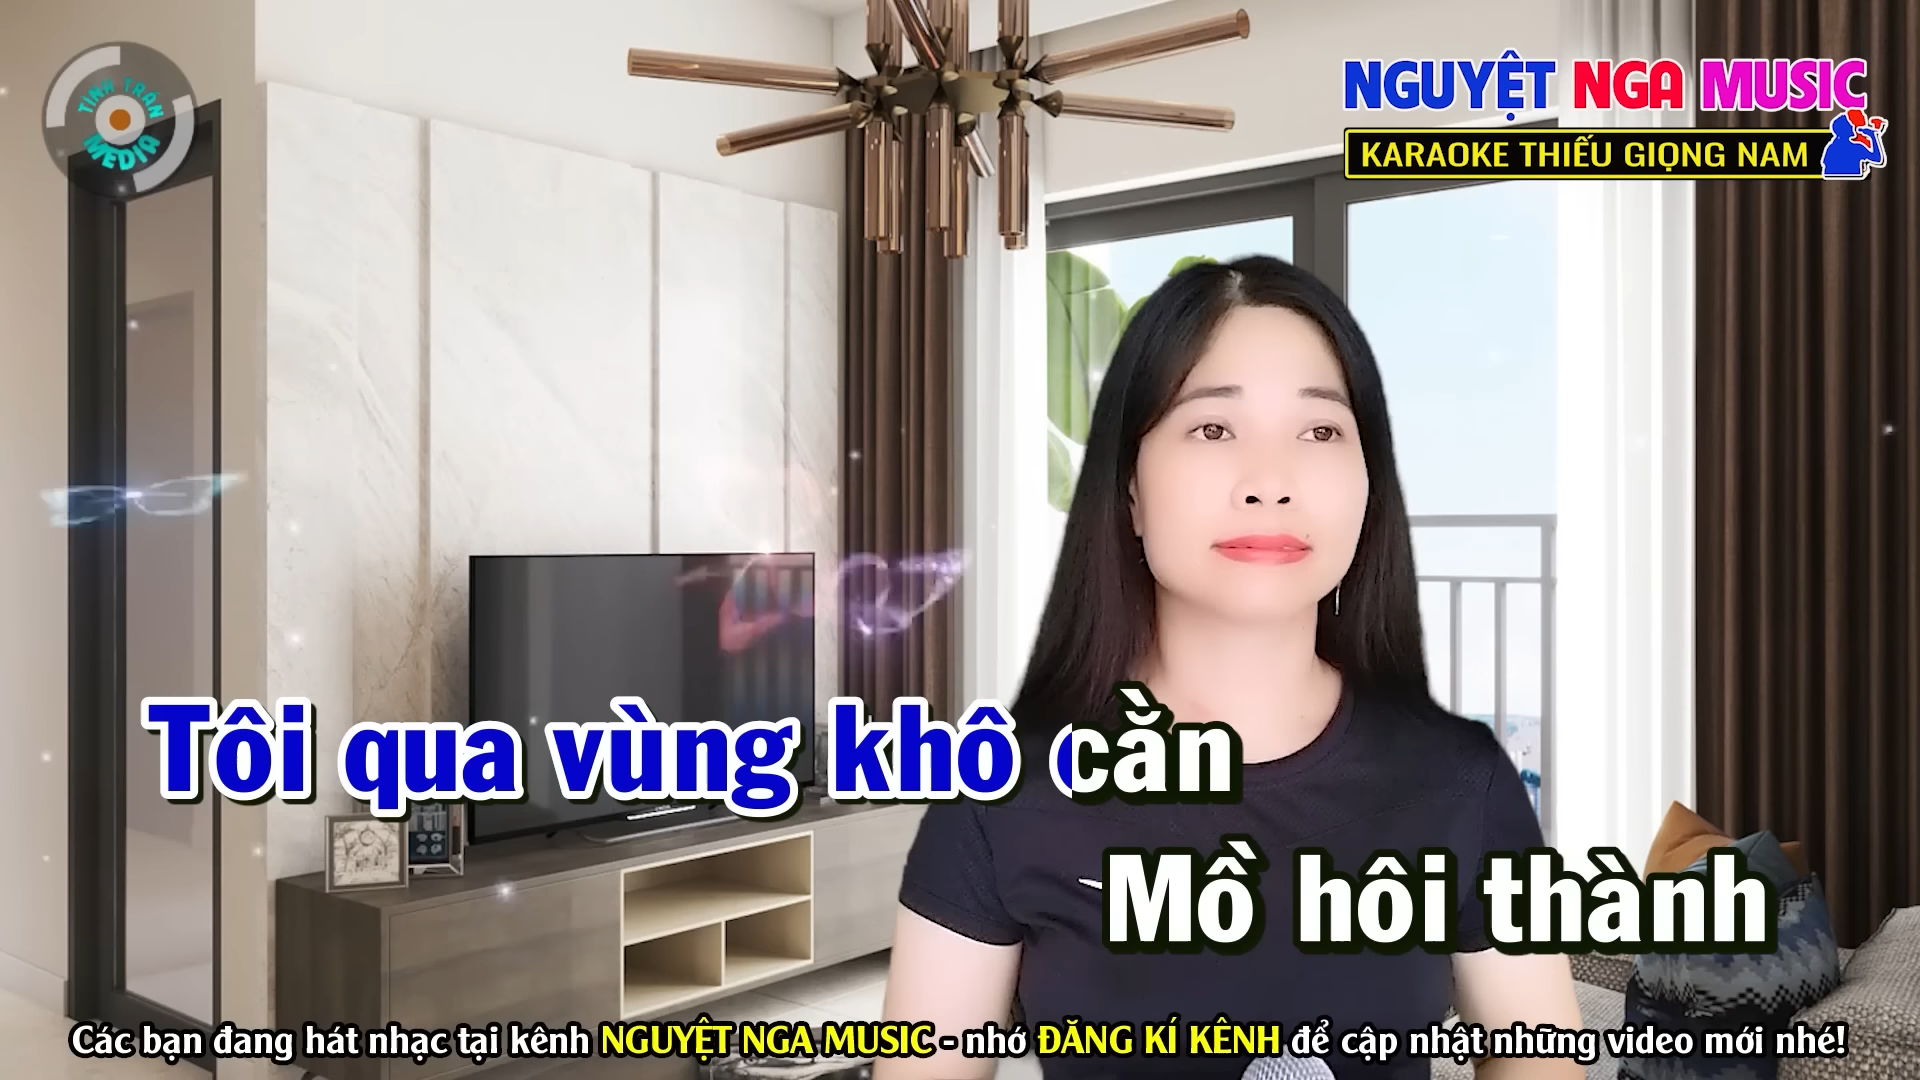 TÌNH TRẦN
MEDIA
NGUYỆT NGA MUSIC
KARAOKE THIẾU GIỌNG NAM
Tôi qua vùng khô cằn
Mồ hôi thành
Các bạn đang hát nhạc tại kênh NGUYỆT NGA MUSIC - nhớ ĐĂNG KÍ KÊNH để cập nhật những video mới nhé!